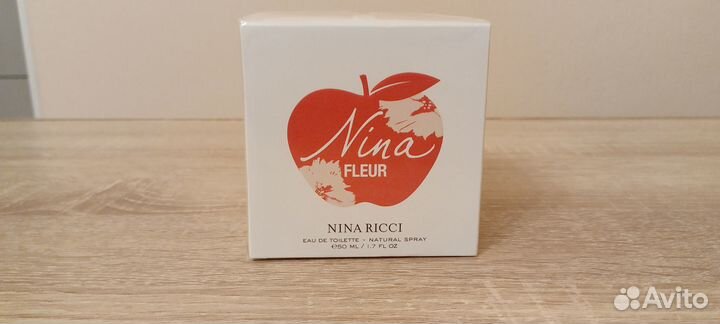 Nina
FLEUR
NINA RICCI
EAU DE TOILETTE - NATURAL SPRAY
℮50 ML / 1.7 FL OZ
Avito